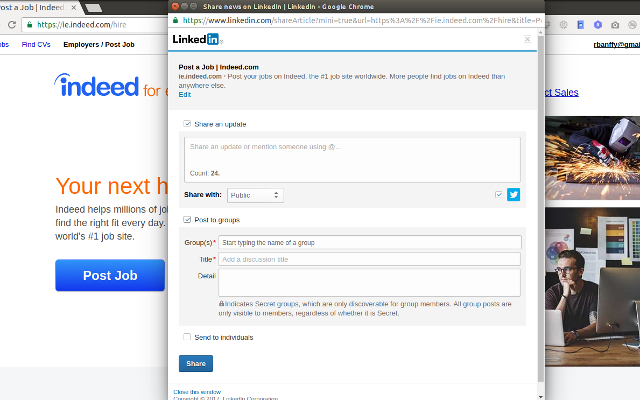 Post a Job | Indeed.
Share news on LinkedIn | LinkedIn - Google Chrome
https://ie.indeed.com/hire
https://www.linkedin.com/shareArticle?mini=true&url=https%3A%2F%2Fie.indeed.com%2Fhire&title=P
obs Find CVs Employers / Post Job
rbanffy@gmai
LinkedIn
indeed for e
ct Sales
Post a Job | Indeed.com
ie.indeed.com · Post your jobs on Indeed, the #1 job site worldwide. More people find jobs on Indeed than
anywhere else.
Edit
Share an update
Share an update or mention someone using @...
Count: 24.
Share with: Public
Post to groups
Group(s)* Start typing the name of a group
Title* Add a discussion title
Detail
Indicates Secret groups, which are only discoverable for group members. All group posts are
only visible to members, regardless of whether it is Secret.
Send to individuals
Share
Close this window
Copyright © 2017, LinkedIn Corporation
Your next h
Indeed helps millions of jo
find the right fit every day.
world's #1 job site.
Post Job